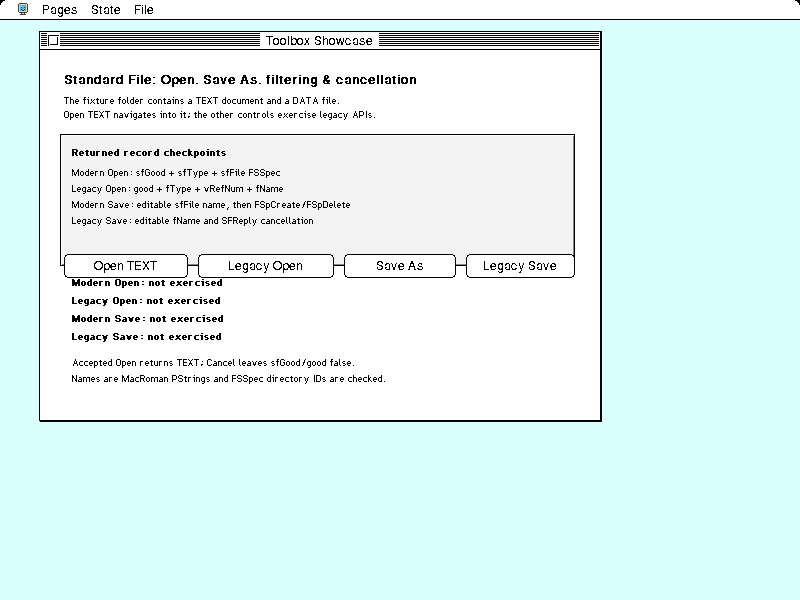 Pages State File
Toolbox Showcase
Standard File: Open, Save As, filtering & cancellation
The fixture folder contains a TEXT document and a DATA file.
Open TEXT navigates into it; the other controls exercise legacy APIs.
Returned record checkpoints
Modern Open: sfGood + sfType + sfFile FSSpec
Legacy Open: good + fType + vRefNum + fName
Modern Save: editable sfFile name, then FSpCreate/FSpDelete
Legacy Save: editable fName and SFReply cancellation
Open TEXT Legacy Open Save As Legacy Save
Modern Open: not exercised
Legacy Open: not exercised
Modern Save: not exercised
Legacy Save: not exercised
Accepted Open returns TEXT; Cancel leaves sfGood/good false.
Names are MacRoman PStrings and FSSpec directory IDs are checked.